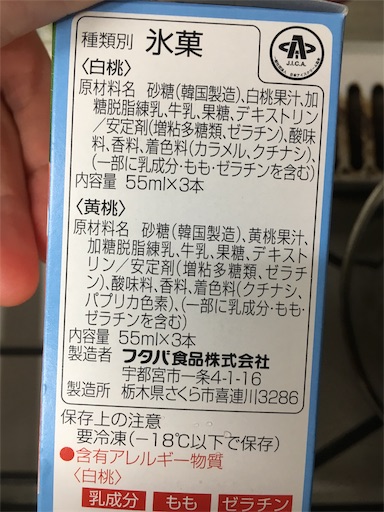 種類別 氷菓
J.I.C.A.
〈白桃〉
原材料名 砂糖(韓国製造)、白桃果汁、加
糖脱脂練乳、牛乳、果糖、デキストリン
/安定剤(増粘多糖類、ゼラチン)、酸味
料、香料、着色料(カラメル、クチナシ)、
(一部に乳成分・もも・ゼラチンを含む)
内容量 55ml×3本
〈黄桃〉
原材料名 砂糖(韓国製造)、黄桃果汁、
加糖脱脂練乳、牛乳、果糖、デキスト
リン/安定剤(増粘多糖類、ゼラチ
ン)、酸味料、香料、着色料(クチナシ、
パプリカ色素)、(一部に乳成分・もも・
ゼラチンを含む)
内容量 55ml×3本
製造者 フタバ食品株式会社
宇都宮市一条4-1-16
製造所 栃木県さくら市喜連川3286
保存上の注意
要冷凍(−18℃以下で保存)
●含有アレルギー物質
〈白桃〉
乳成分 もも ゼラチン